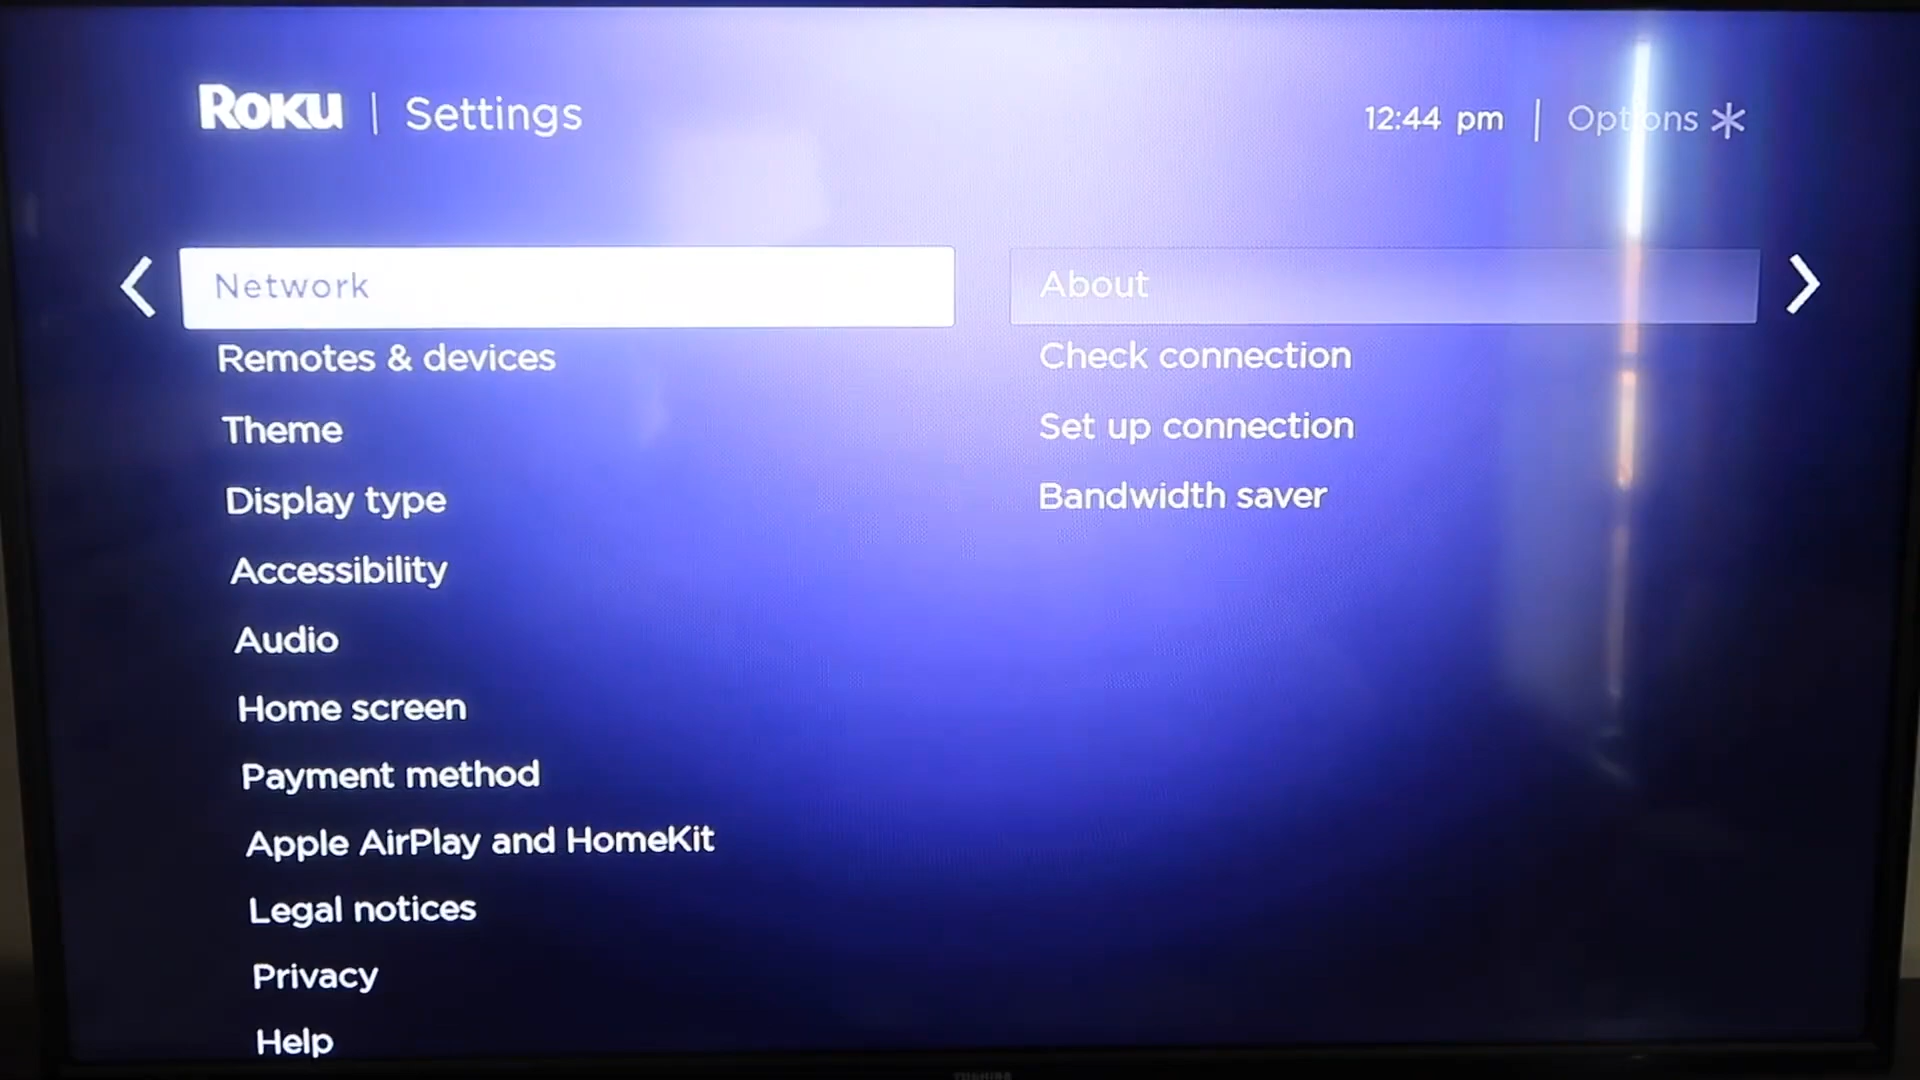 ROKU | Settings
12:44 pm | Options *
Network
Remotes & devices
Theme
Display type
Accessibility
Audio
Home screen
Payment method
Apple AirPlay and HomeKit
Legal notices
Privacy
Help
About
Check connection
Set up connection
Bandwidth saver